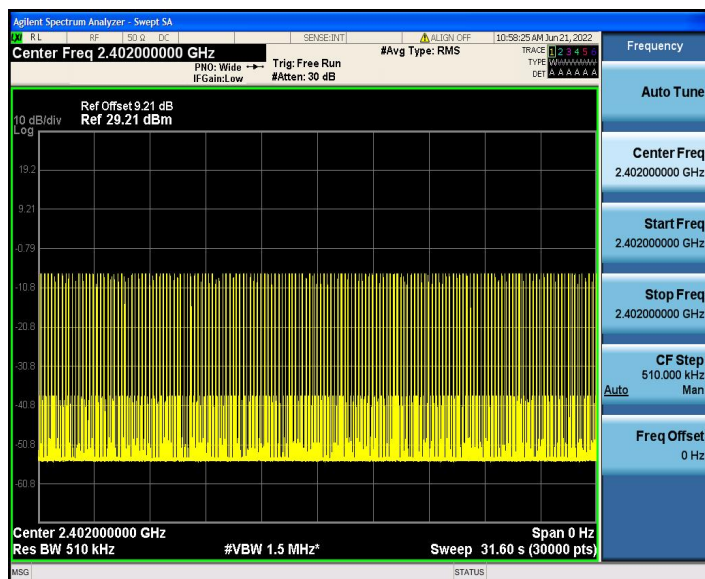 Agilent Spectrum Analyzer - Swept SA
LXI RL RF 50 Ω DC SENSE:INT ALIGN OFF 10:58:25 AM Jun 21, 2022
Center Freq 2.402000000 GHz
#Avg Type: RMS
TRACE 1 2 3 4 5 6
PNO: Wide
Trig: Free Run
TYPE
IFGain:Low
#Atten: 30 dB
DET A A A A A A
Ref Offset 9.21 dB
10 dB/div Ref 29.21 dBm
Log
19.2
9.21
-0.79
-10.8
-20.8
-30.8
-40.8
-50.8
-60.8
Center 2.402000000 GHz Span 0 Hz
Res BW 510 kHz #VBW 1.5 MHz* Sweep 31.60 s (30000 pts)
MSG STATUS
Frequency
Auto Tune
Center Freq
2.402000000 GHz
Start Freq
2.402000000 GHz
Stop Freq
2.402000000 GHz
CF Step
510.000 kHz
Auto Man
Freq Offset
0 Hz